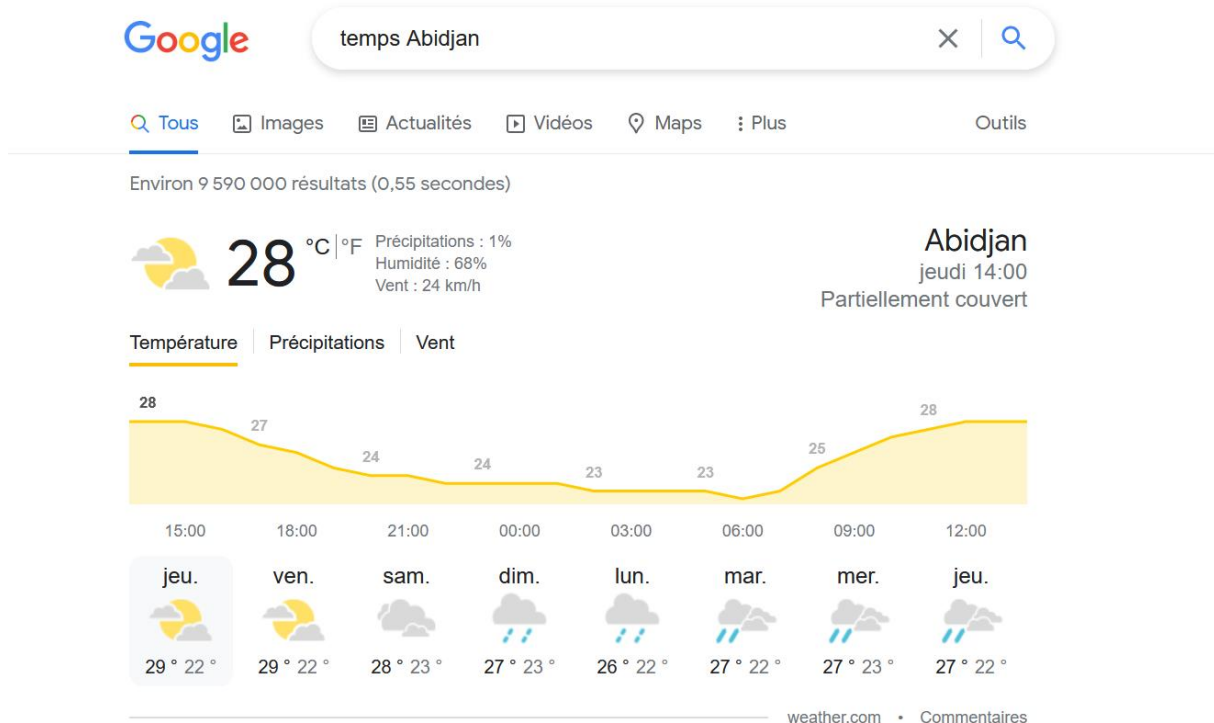 Google
temps Abidjan
Tous Images Actualités Vidéos Maps Plus Outils
Environ 9 590 000 résultats (0,55 secondes)
28 °C °F
Précipitations : 1%
Humidité : 68%
Vent : 24 km/h
Abidjan
jeudi 14:00
Partiellement couvert
Température Précipitations Vent
28 27 24 24 23 23 25 28
15:00 18:00 21:00 00:00 03:00 06:00 09:00 12:00
jeu. ven. sam. dim. lun. mar. mer. jeu.
29 ° 22 ° 29 ° 22 ° 28 ° 23 ° 27 ° 23 ° 26 ° 22 ° 27 ° 22 ° 27 ° 23 ° 27 ° 22 °
weather.com • Commentaires